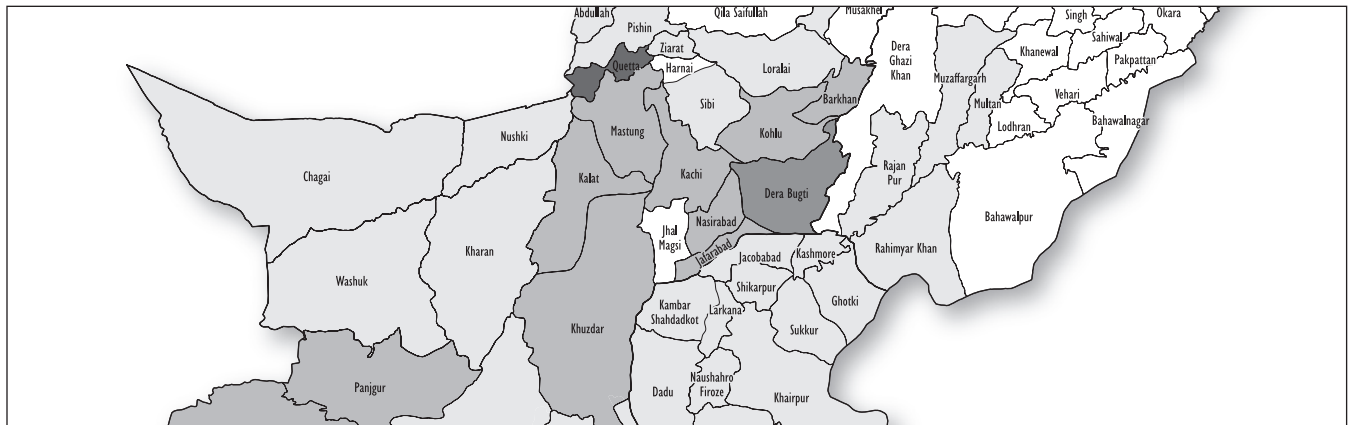 Abdullah
Qila Saifullah
Musakhel
Singh
Okara
Pishin
Ziarat
Dera
Ghazi
Khan
Khanewal
Sahiwal
Pakpattan
Quetta
Harnai
Loralai
Muzaffargarh
Barkhan
Multan
Vehari
Sibi
Lodhran
Bahawalnagar
Nushki
Mastung
Kohlu
Chagai
Kalat
Kachi
Dera Bugti
Rajan
Pur
Bahawalpur
Nasirabad
Jhal
Magsi
Kharan
Jafarabad
Jacobabad
Kashmore
Rahimyar Khan
Washuk
Shikarpur
Kambar
Shahdadkot
Larkana
Ghotki
Khuzdar
Sukkur
Panjgur
Dadu
Naushahro
Firoze
Khairpur